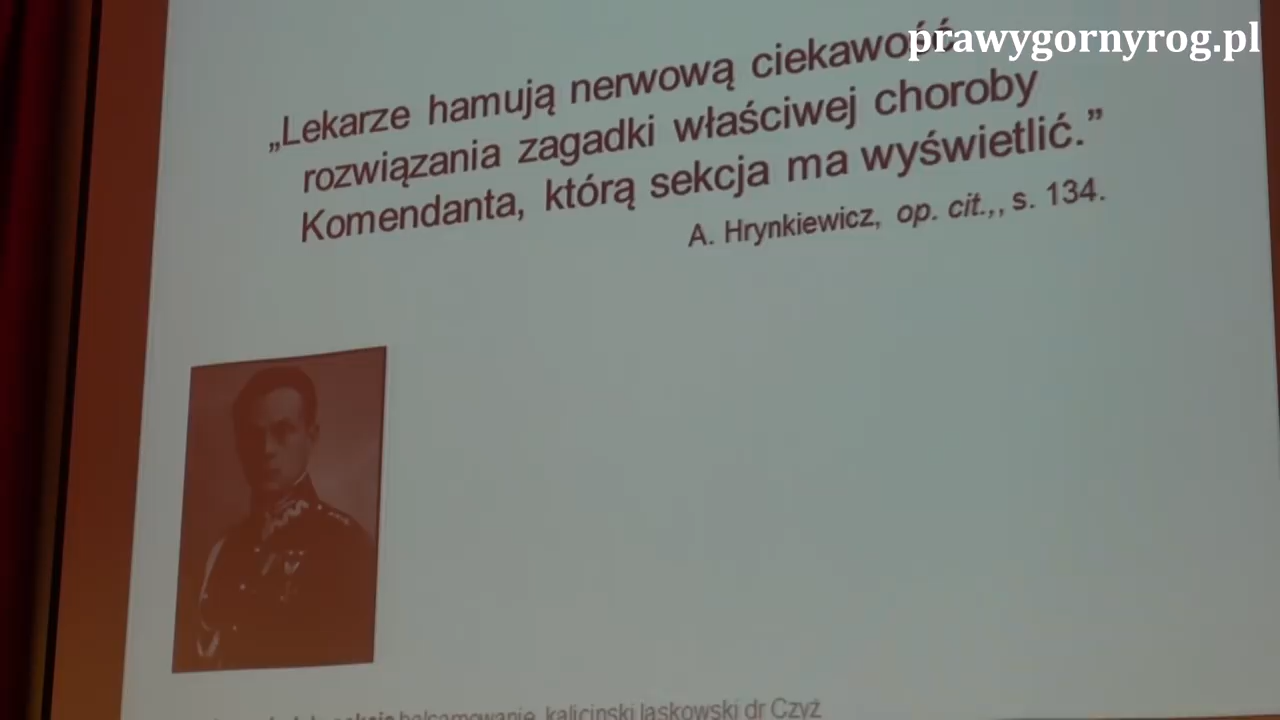 prawygornyrog.pl
„Lekarze hamują nerwową ciekawość
rozwiązania zagadki właściwej choroby
Komendanta, którą sekcja ma wyświetlić.”
A. Hrynkiewicz, op. cit.,, s. 134.
balsamowanie, kalicinski laskowski dr Czyż